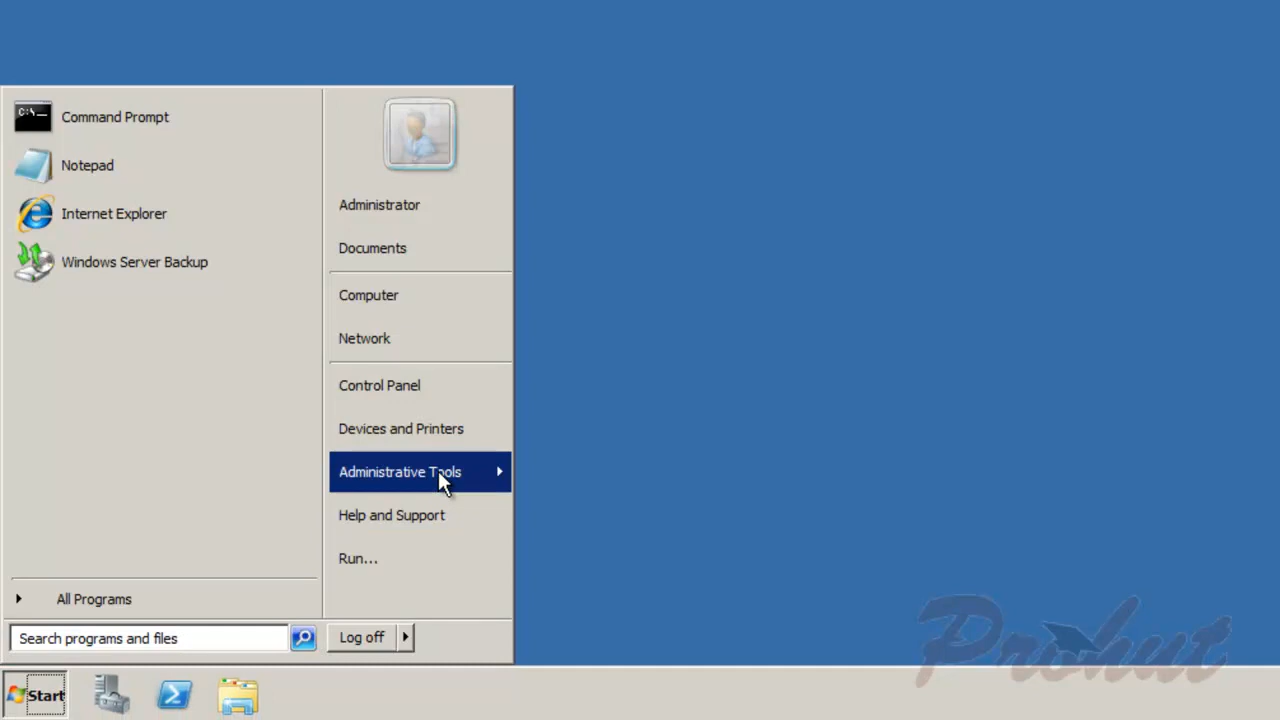 Command Prompt
Notepad
Internet Explorer
Windows Server Backup
All Programs
Search programs and files
Administrator
Documents
Computer
Network
Control Panel
Devices and Printers
Administrative Tools
Help and Support
Run...
Log off
Start
Prohut